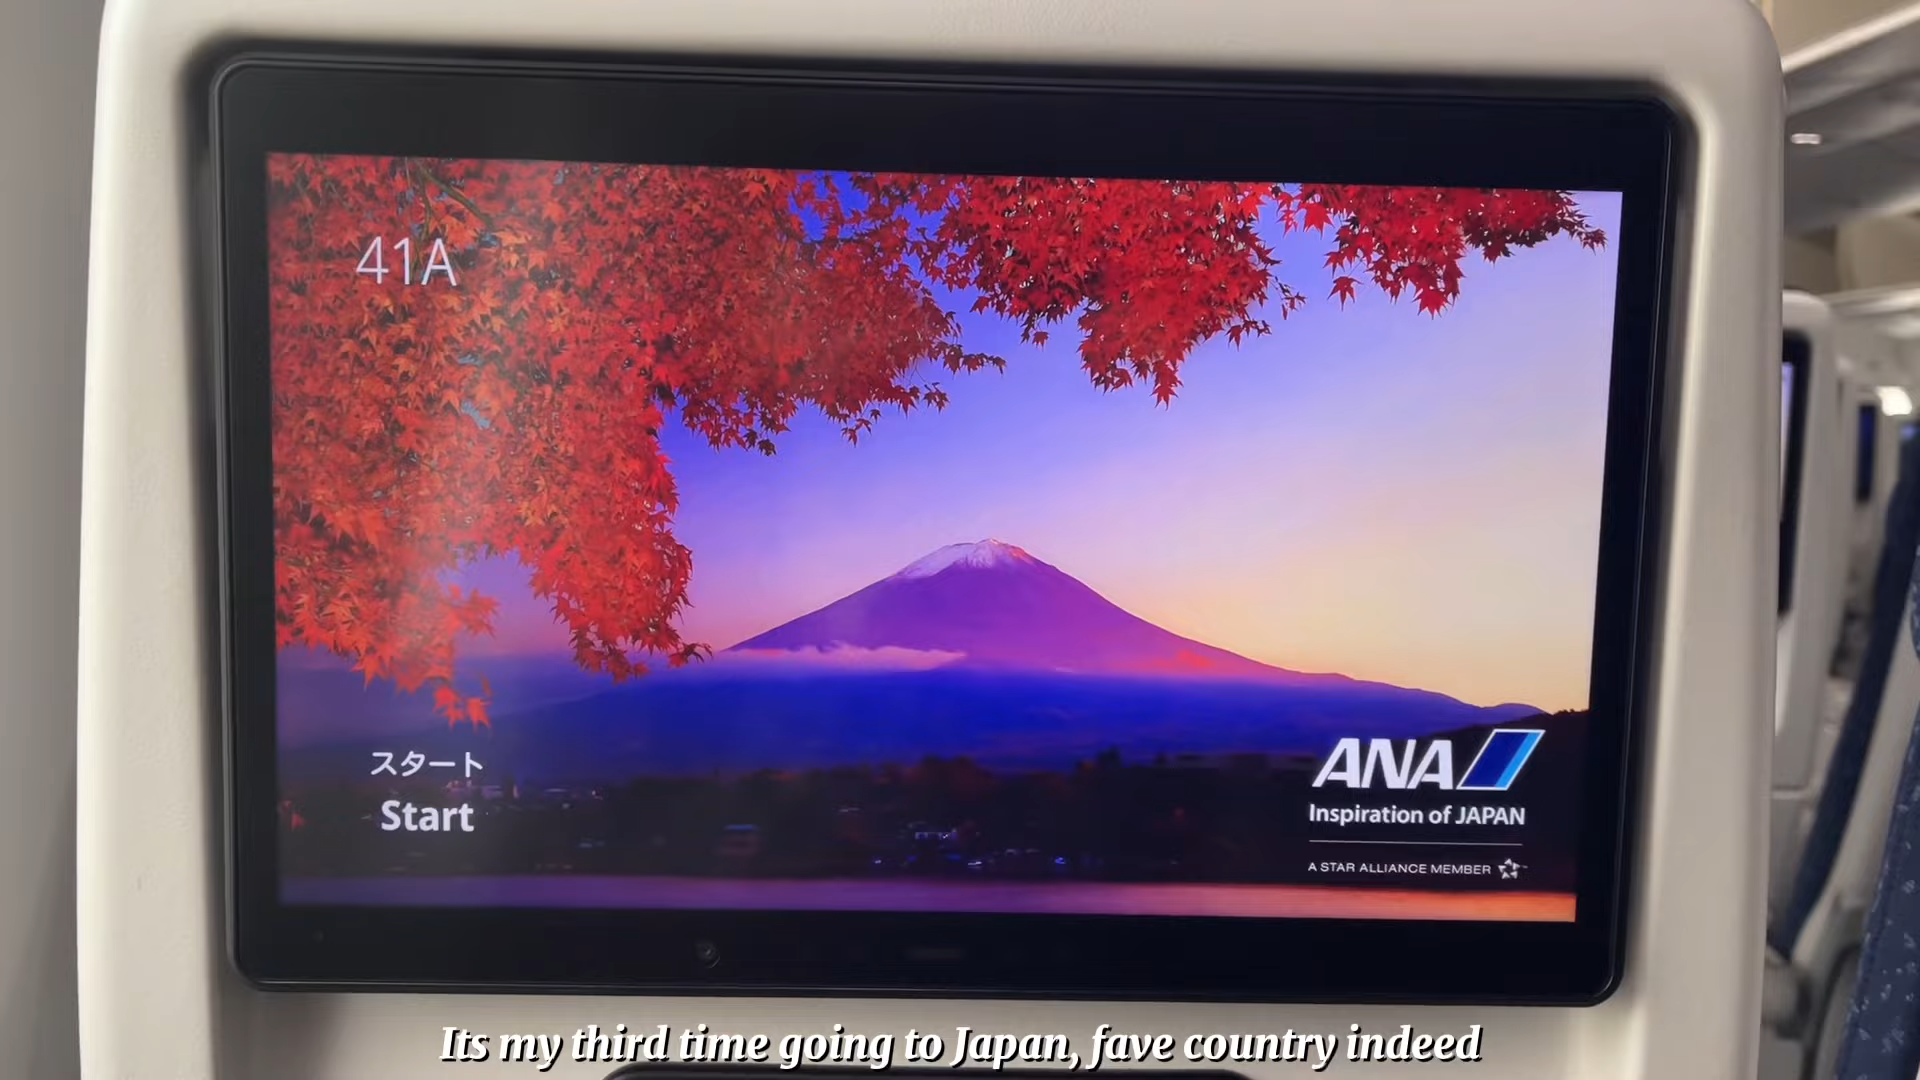 41A
スタート
Start
ANA
Inspiration of JAPAN
A STAR ALLIANCE MEMBER
Its my third time going to Japan, fave country indeed